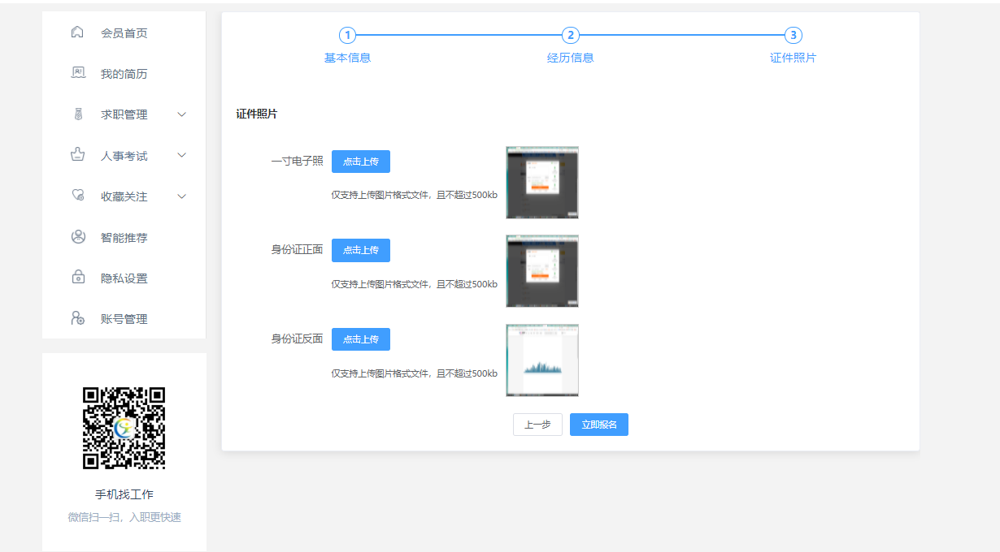 会员首页
我的简历
求职管理
人事考试
收藏关注
智能推荐
隐私设置
账号管理
手机找工作
微信扫一扫，入职更快速
1
2
3
基本信息
经历信息
证件照片
证件照片
一寸电子照
点击上传
仅支持上传图片格式文件，且不超过500kb
身份证正面
点击上传
仅支持上传图片格式文件，且不超过500kb
身份证反面
点击上传
仅支持上传图片格式文件，且不超过500kb
上一步
立即报名